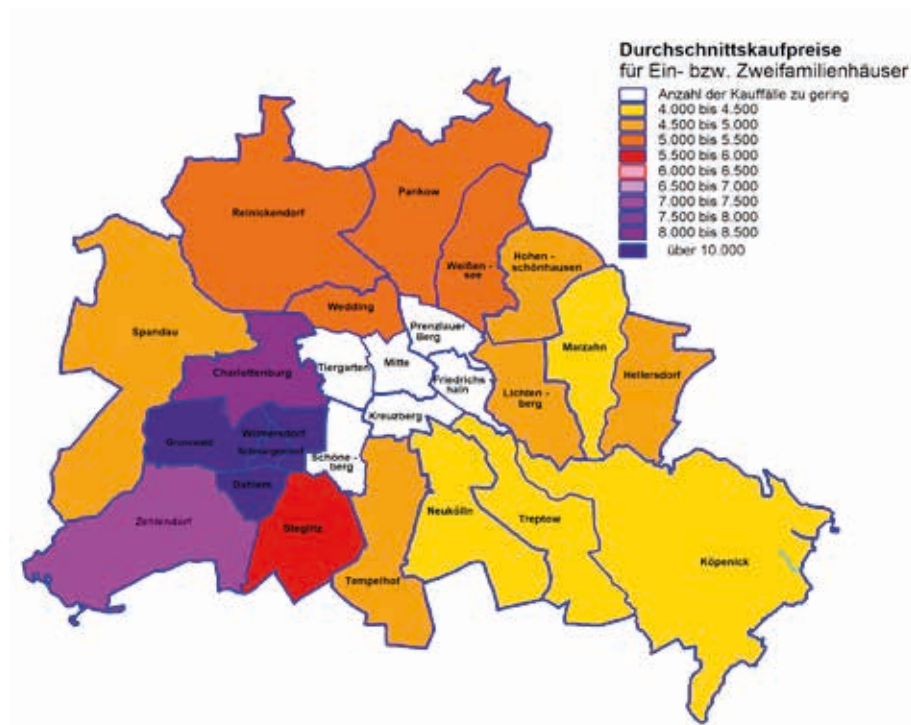 Durchschnittskaufpreise
für Ein- bzw. Zweifamilienhäuser
Anzahl der Kauffälle zu gering
4.000 bis 4.500
4.500 bis 5.000
5.000 bis 5.500
5.500 bis 6.000
6.000 bis 6.500
6.500 bis 7.000
7.000 bis 7.500
7.500 bis 8.000
8.000 bis 8.500
über 10.000
Pankow
Reinickendorf
Weißen -
see
Hohen -
schönhausen
Wedding
Spandau
Prenzlauer
Berg
Marzahn
Mitte
Tiergarten
Charlottenburg
Friedrichs -
hain
Hellersdorf
Lichten -
berg
Kreuzberg
Wilmersdorf
Grunewald
Schmargendorf
Schöne -
berg
Dahlem
Neukölln
Treptow
Zehlendorf
Steglitz
Köpenick
Tempelhof